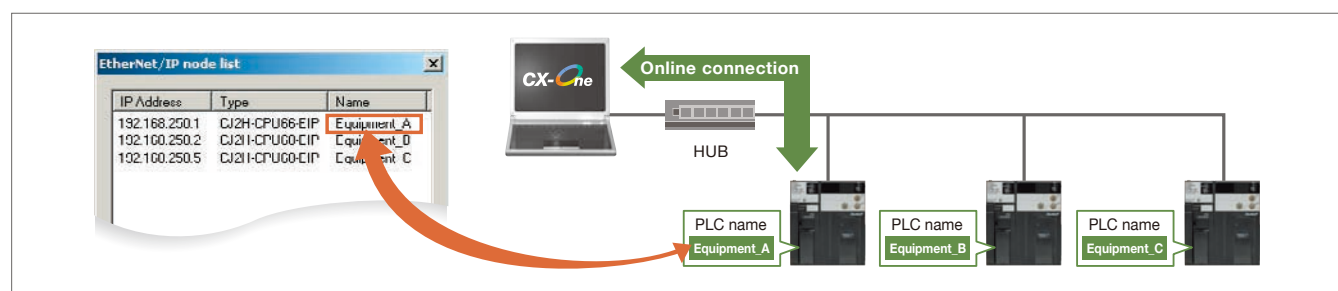 EtherNet/IP node list
IP Address Type Name
192.168.250.1 CJ2H-CPU66-EIP Equipment_A
192.168.250.2 CJ2H-CPU68-EIP Equipment_B
192.168.250.5 CJ2H-CPU68-EIP Equipment_C
CX-One
Online connection
HUB
PLC name
Equipment_A
PLC name
Equipment_B
PLC name
Equipment_C